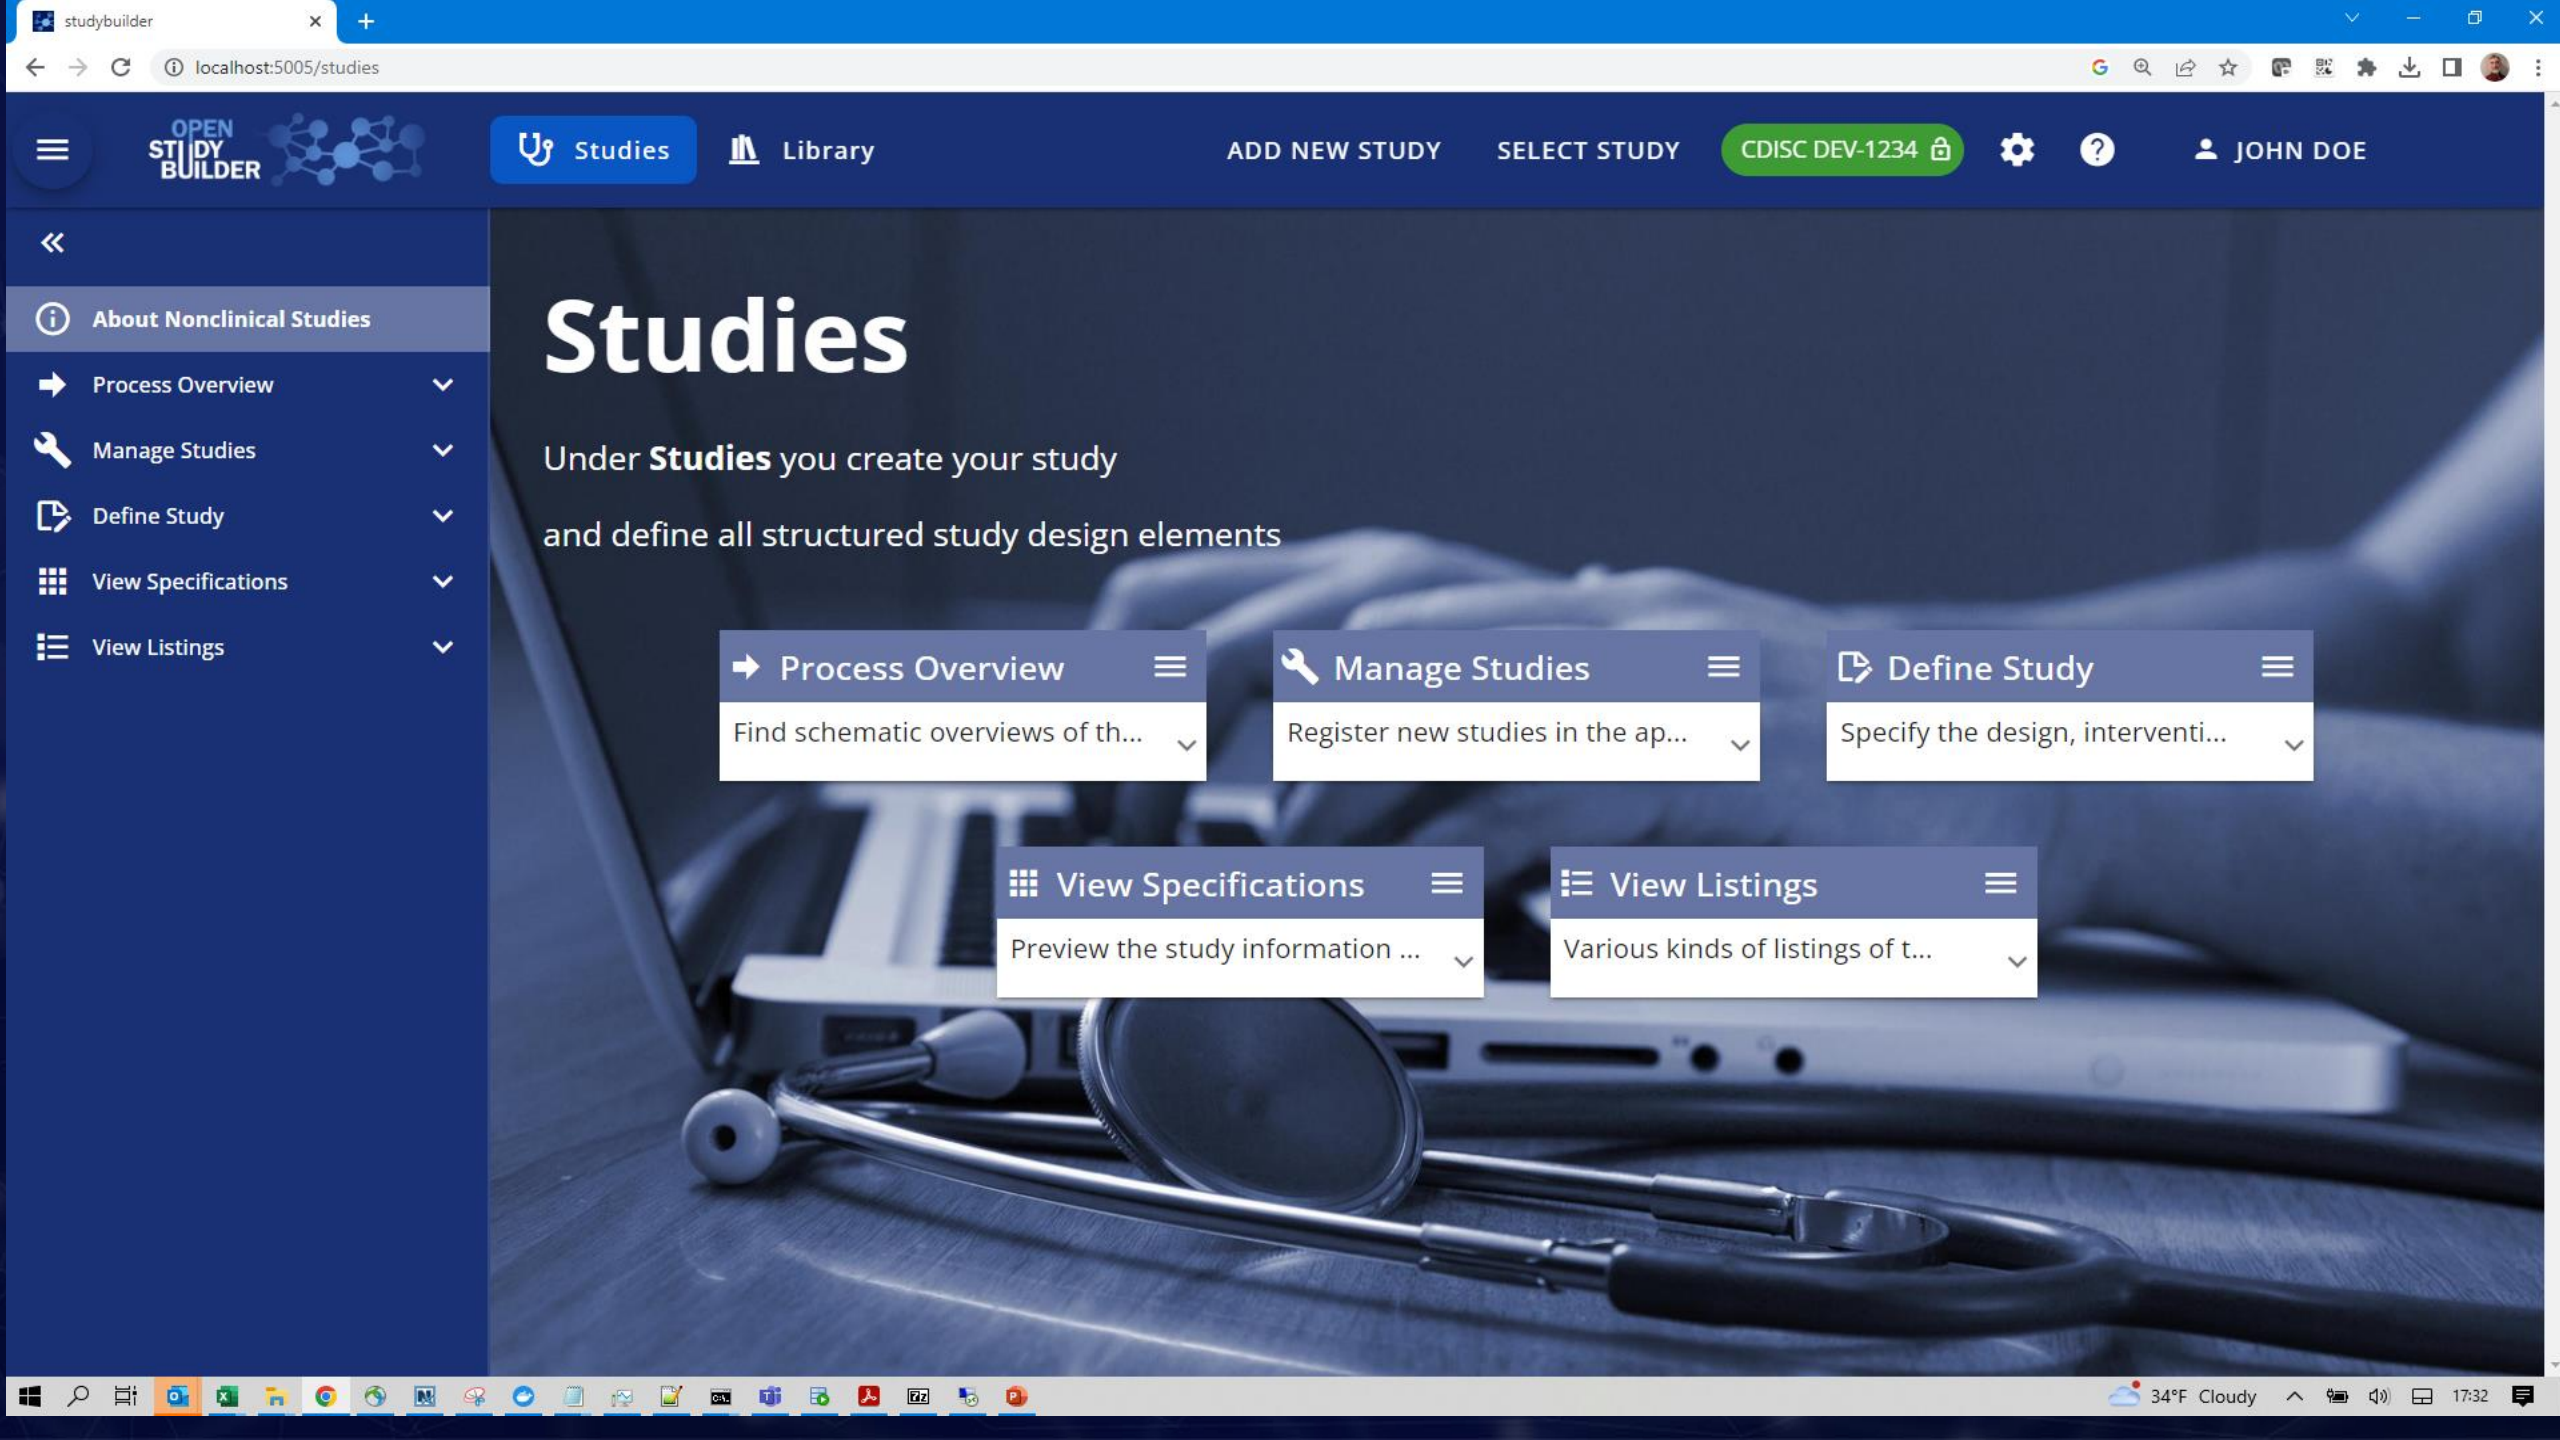 studybuilder
localhost:5005/studies
OPEN
STUDY
BUILDER
Studies
Library
ADD NEW STUDY
SELECT STUDY
CDISC DEV-1234
JOHN DOE
About Nonclinical Studies
Process Overview
Manage Studies
Define Study
View Specifications
View Listings
Studies
Under Studies you create your study
and define all structured study design elements
Process Overview
Find schematic overviews of th...
Manage Studies
Register new studies in the ap...
Define Study
Specify the design, interventi...
View Specifications
Preview the study information ...
View Listings
Various kinds of listings of t...
34°F Cloudy
17:32